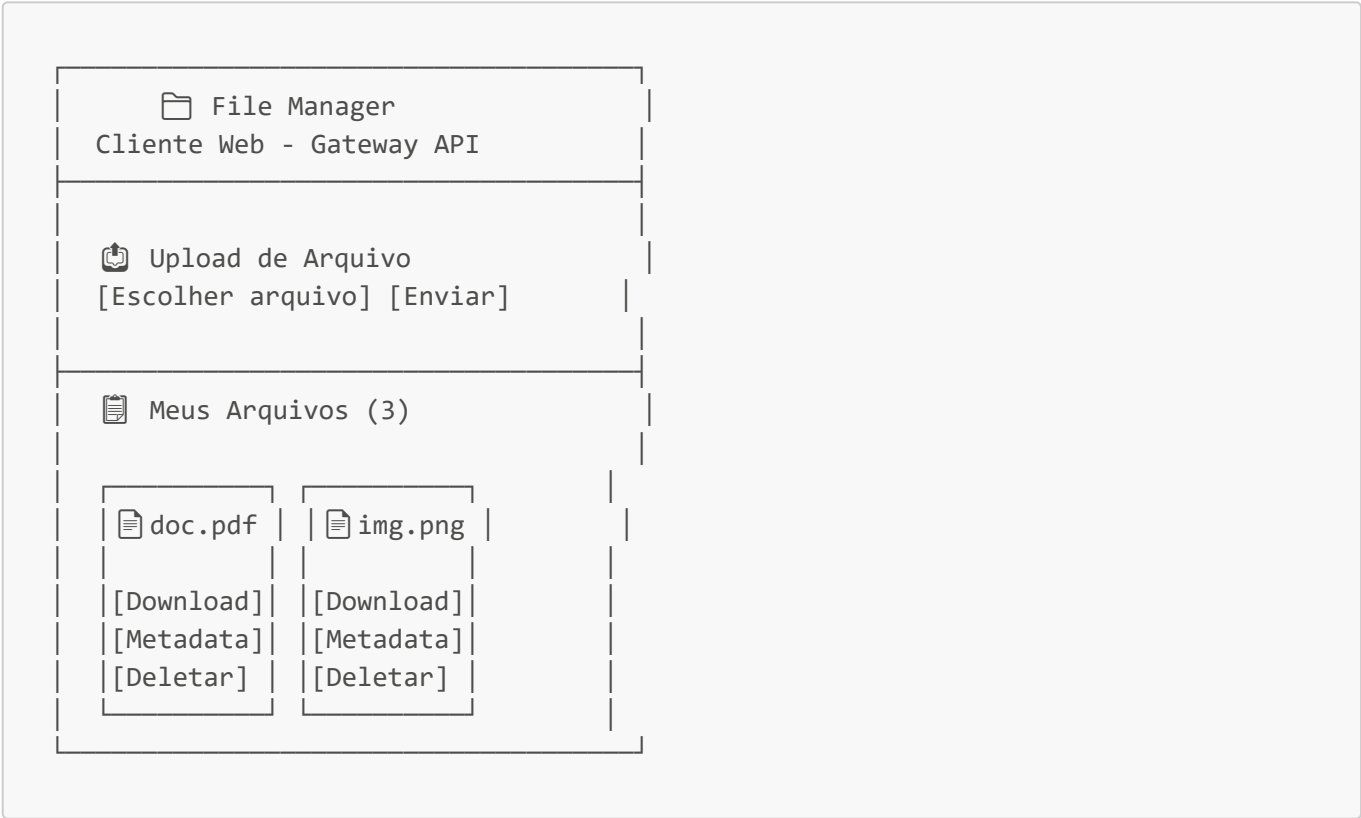 📁 File Manager
Cliente Web - Gateway API
📤 Upload de Arquivo
[Escolher arquivo] [Enviar]
📋 Meus Arquivos (3)
📄 doc.pdf 📄 img.png
[Download] [Download]
[Metadata] [Metadata]
[Deletar] [Deletar]